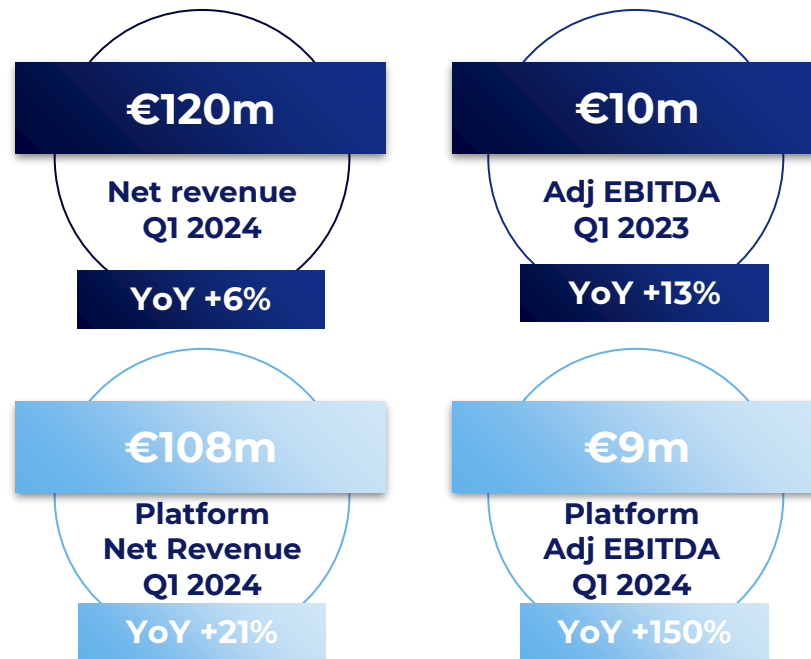 €120m
Net revenue
Q1 2024
YoY +6%
€10m
Adj EBITDA
Q1 2023
YoY +13%
€108m
Platform
Net Revenue
Q1 2024
YoY +21%
€9m
Platform
Adj EBITDA
Q1 2024
YoY +150%